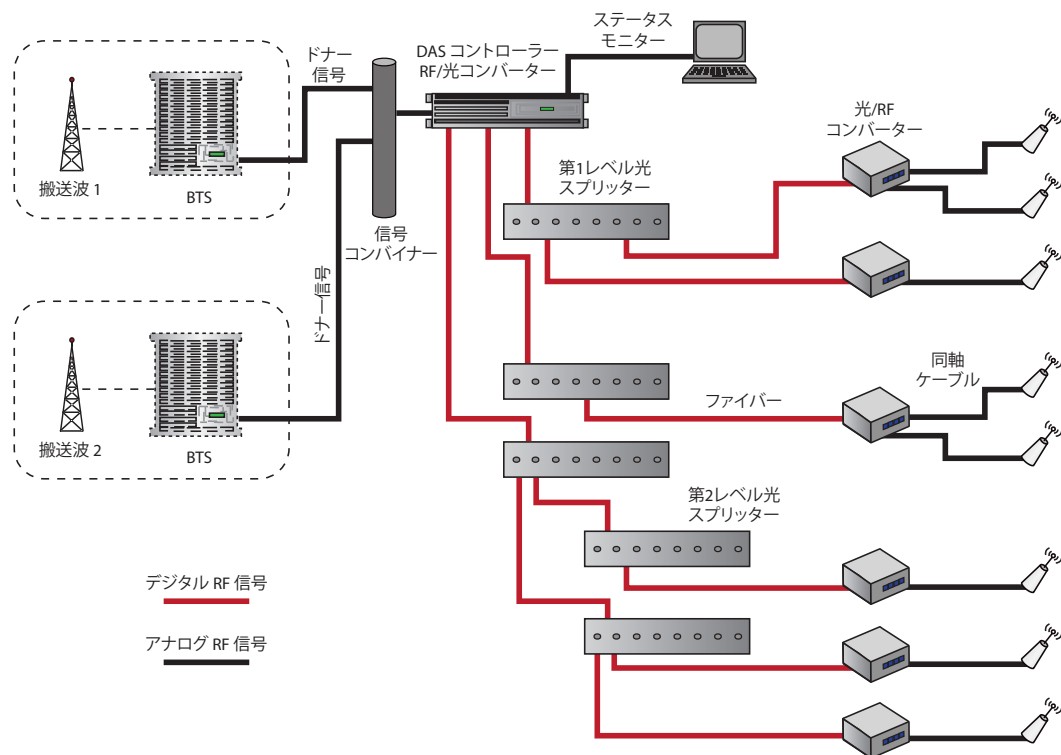 ステータス
モニター
ドナー
信号
DAS コントローラー
RF/光コンバーター
光/RF
コンバーター
第1レベル光
スプリッター
搬送波 1
BTS
信号
コンバイナー
ドナー信号
同軸
ケーブル
ファイバー
搬送波 2
BTS
第2レベル光
スプリッター
デジタル RF 信号
アナログ RF 信号